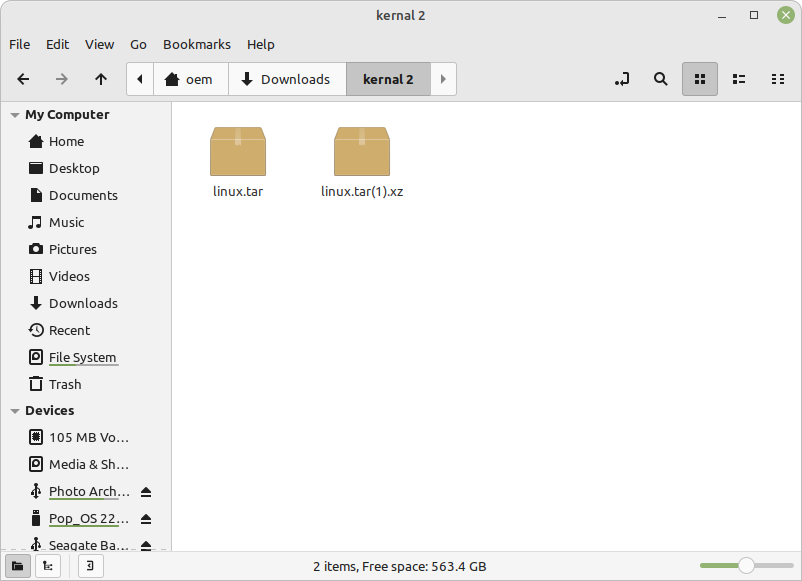 kernal 2
File Edit View Go Bookmarks Help
oem Downloads kernal 2
My Computer
Home
Desktop
Documents
Music
Pictures
Videos
Downloads
Recent
File System
Trash
Devices
105 MB Vo...
Media & Sh...
Photo Arch...
Pop_OS 22...
Seagate Ba...
linux.tar linux.tar(1).xz
2 items, Free space: 563.4 GB